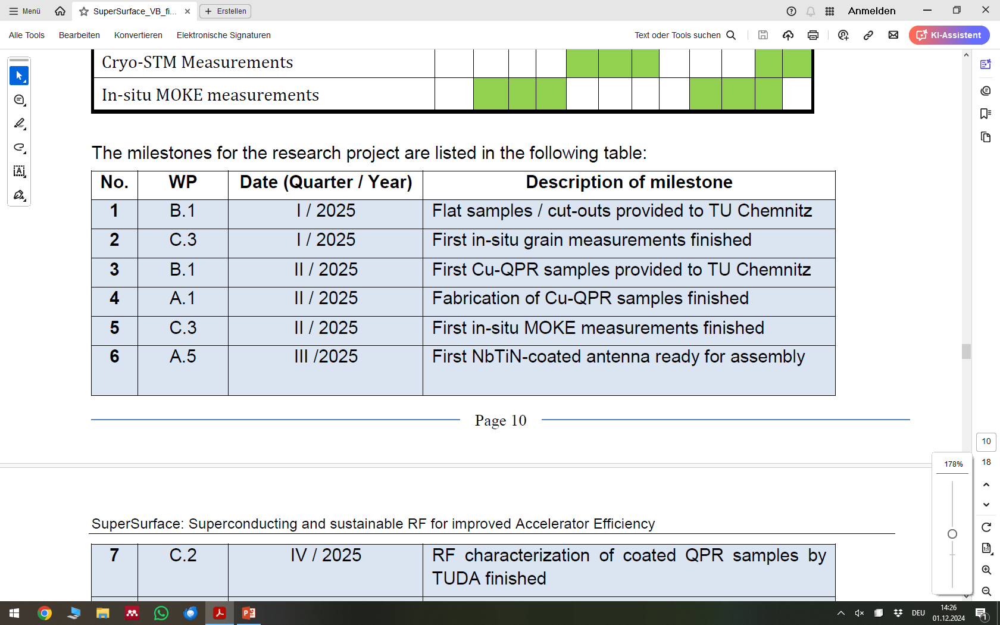 Menü
SuperSurface_VB_fi...
Erstellen
Anmelden
Alle Tools
Bearbeiten
Konvertieren
Elektronische Signaturen
Text oder Tools suchen
KI-Assistent
Cryo-STM Measurements
In-situ MOKE measurements
The milestones for the research project are listed in the following table:
No. WP Date (Quarter / Year) Description of milestone
1 B.1 I / 2025 Flat samples / cut-outs provided to TU Chemnitz
2 C.3 I / 2025 First in-situ grain measurements finished
3 B.1 II / 2025 First Cu-QPR samples provided to TU Chemnitz
4 A.1 II / 2025 Fabrication of Cu-QPR samples finished
5 C.3 II / 2025 First in-situ MOKE measurements finished
6 A.5 III /2025 First NbTiN-coated antenna ready for assembly
Page 10
10
178%
18
SuperSurface: Superconducting and sustainable RF for improved Accelerator Efficiency
7 C.2 IV / 2025 RF characterization of coated QPR samples by
TUDA finished
DEU
14:26
01.12.2024
1